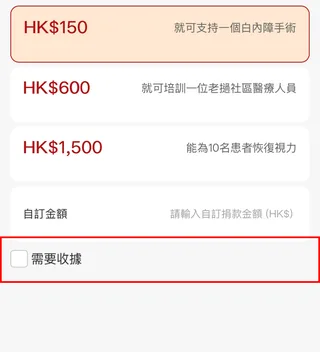 HK$150 就可支持一個白內障手術
HK$600 就可培訓一位老撾社區醫療人員
HK$1,500 能為10名患者恢復視力
自訂金額 請輸入自訂捐款金額 (HK$)
需要收據